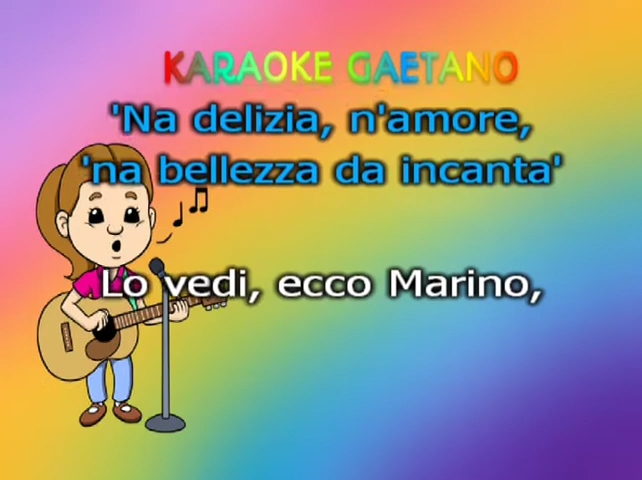 KARAOKE GAETANO
'Na delizia, n'amore,
'na bellezza da incanta'
Lo vedi, ecco Marino,